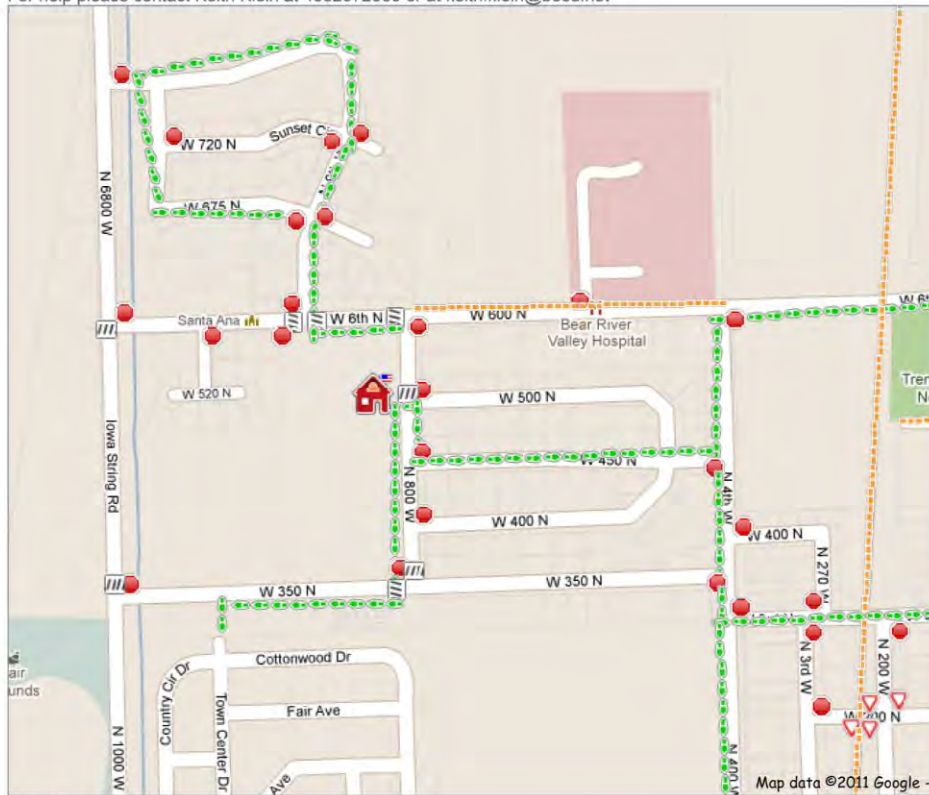 N 6800 W
W 720 N
Sunset
W 675 N
Santa Ana
W 6th N
W 600 N
Bear River
Valley Hospital
W 520 N
W 500 N
Iowa String Rd
N 800 W
W 450 N
N 4th W
W 400 N
W 400 N
N 270 W
W 350 N
W 350 N
Cottonwood Dr
Country Cir Dr
Town Center Dr
Fair Ave
Ave
N 1000 W
N 3rd W
N 200 W
N 400 W
Map data ©2011 Google -